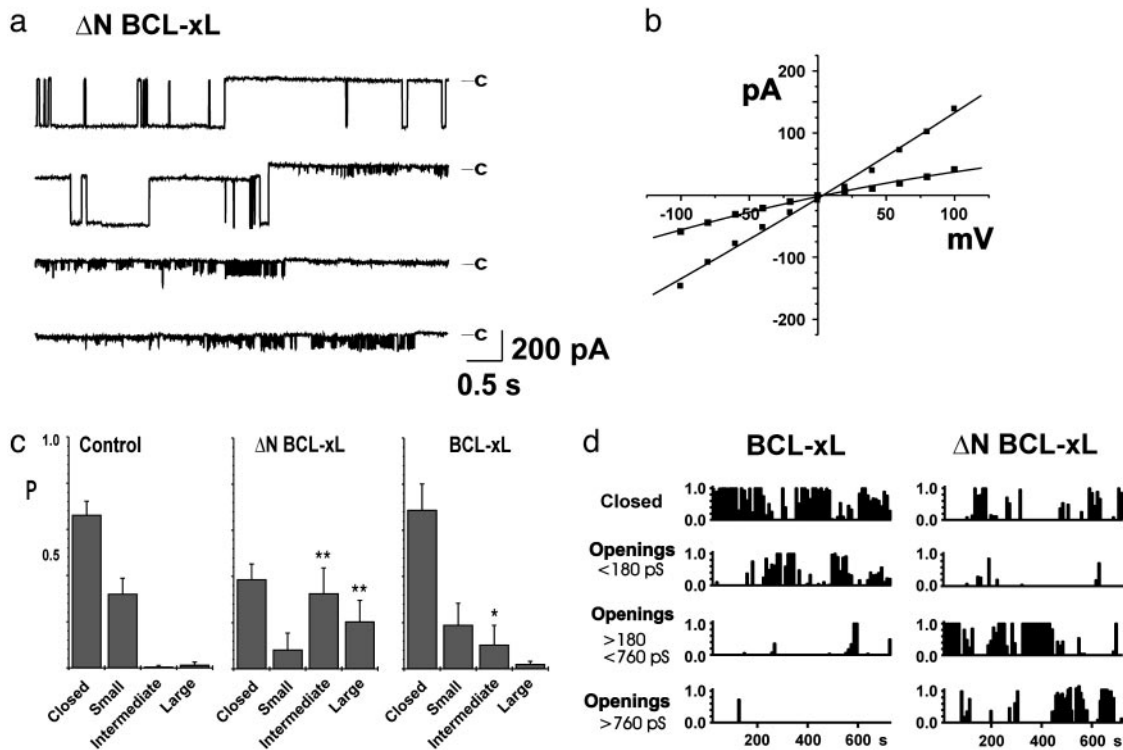 a ΔN BCL-xL
C
C
C
C
200 pA
0.5 s
b
pA
200
100
-100
-200
-100
-50
50
100
mV
c
P
1.0
0.5
Control
Closed
Small
Intermediate
Large
ΔN BCL-xL
**
**
Closed
Small
Intermediate
Large
BCL-xL
*
Closed
Small
Intermediate
Large
d
BCL-xL ΔN BCL-xL
Closed
1.0
0.0
1.0
0.0
Openings
<180 pS
1.0
0.0
1.0
0.0
Openings
>180
<760 pS
1.0
0.0
1.0
0.0
Openings
>760 pS
1.0
0.0
1.0
0.0
200 600 s
200 600 s